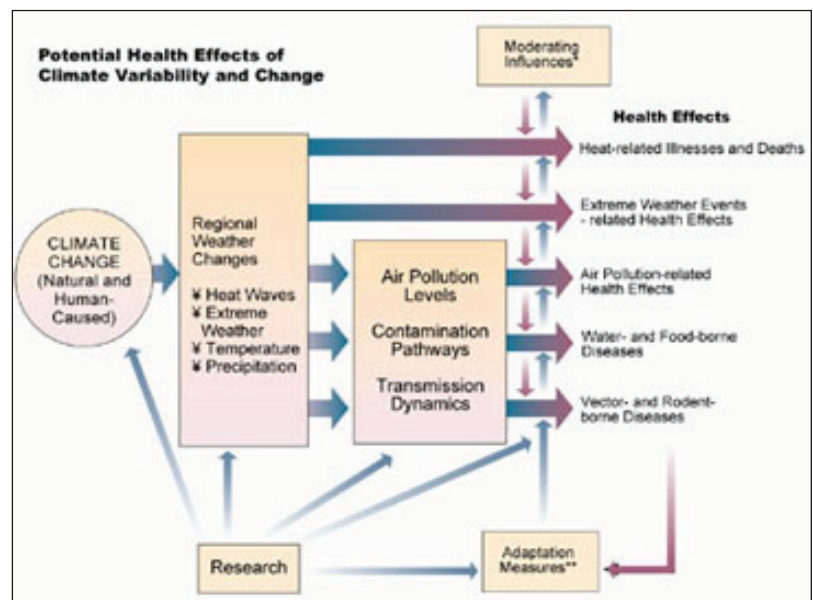 Potential Health Effects of
Climate Variability and Change
Moderating
Influences*
Health Effects
Heat-related Illnesses and Deaths
Extreme Weather Events
- related Health Effects
Air Pollution-related
Health Effects
Water- and Food-borne
Diseases
Vector- and Rodent-
borne Diseases
CLIMATE
CHANGE
(Natural and
Human-
Caused)
Regional
Weather
Changes
¥ Heat Waves
¥ Extreme
Weather
¥ Temperature
¥ Precipitation
Air Pollution
Levels
Contamination
Pathways
Transmission
Dynamics
Research
Adaptation
Measures**